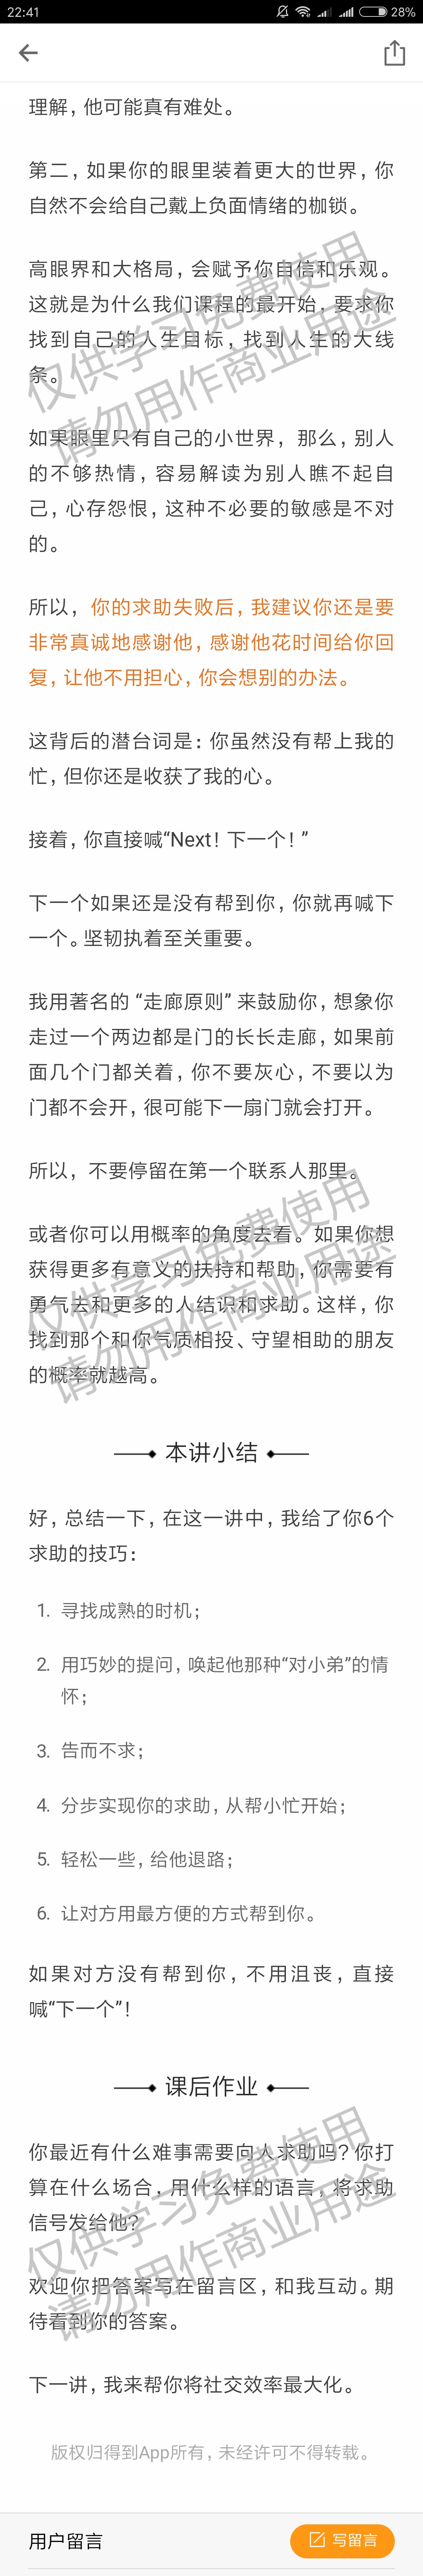 22:41
28%
理解，他可能真有难处。
第二，如果你的眼里装着更大的世界，你
自然不会给自己戴上负面情绪的枷锁。
高眼界和大格局，会赋予你自信和乐观。
这就是为什么我们课程的最开始，要求你
找到自己的人生目标，找到人生的大线
条。
仅供学习免费使用
请勿用作商业用途
如果眼里只有自己的小世界，那么，别人
的不够热情，容易解读为别人瞧不起自
己，心存怨恨，这种不必要的敏感是不对
的。
所以，你的求助失败后，我建议你还是要
非常真诚地感谢他，感谢他花时间给你回
复，让他不用担心，你会想别的办法。
这背后的潜台词是：你虽然没有帮上我的
忙，但你还是收获了我的心。
接着，你直接喊“Next！下一个！”
下一个如果还是没有帮到你，你就再喊下
一个。坚韧执着至关重要。
我用著名的 “走廊原则” 来鼓励你，想象你
走过一个两边都是门的长长走廊，如果前
面几个门都关着，你不要灰心，不要以为
门都不会开，很可能下一扇门就会打开。
所以，不要停留在第一个联系人那里。
或者你可以用概率的角度去看。如果你想
获得更多有意义的扶持和帮助，你需要有
勇气去和更多的人结识和求助。这样，你
找到那个和你气质相投、守望相助的朋友
的概率就越高。
仅供学习免费使用
请勿用作商业用途
本讲小结
好，总结一下，在这一讲中，我给了你6个
求助的技巧：
1. 寻找成熟的时机；
2. 用巧妙的提问，唤起他那种“对小弟”的情
怀；
3. 告而不求；
4. 分步实现你的求助，从帮小忙开始；
5. 轻松一些，给他退路；
6. 让对方用最方便的方式帮到你。
如果对方没有帮到你，不用沮丧，直接
喊“下一个”！
课后作业
你最近有什么难事需要向人求助吗？你打
算在什么场合，用什么样的语言，将求助
信号发给他？
仅供学习免费使用
请勿用作商业用途
欢迎你把答案写在留言区，和我互动。期
待看到你的答案。
下一讲，我来帮你将社交效率最大化。
版权归得到App所有，未经许可不得转载。
用户留言
写留言